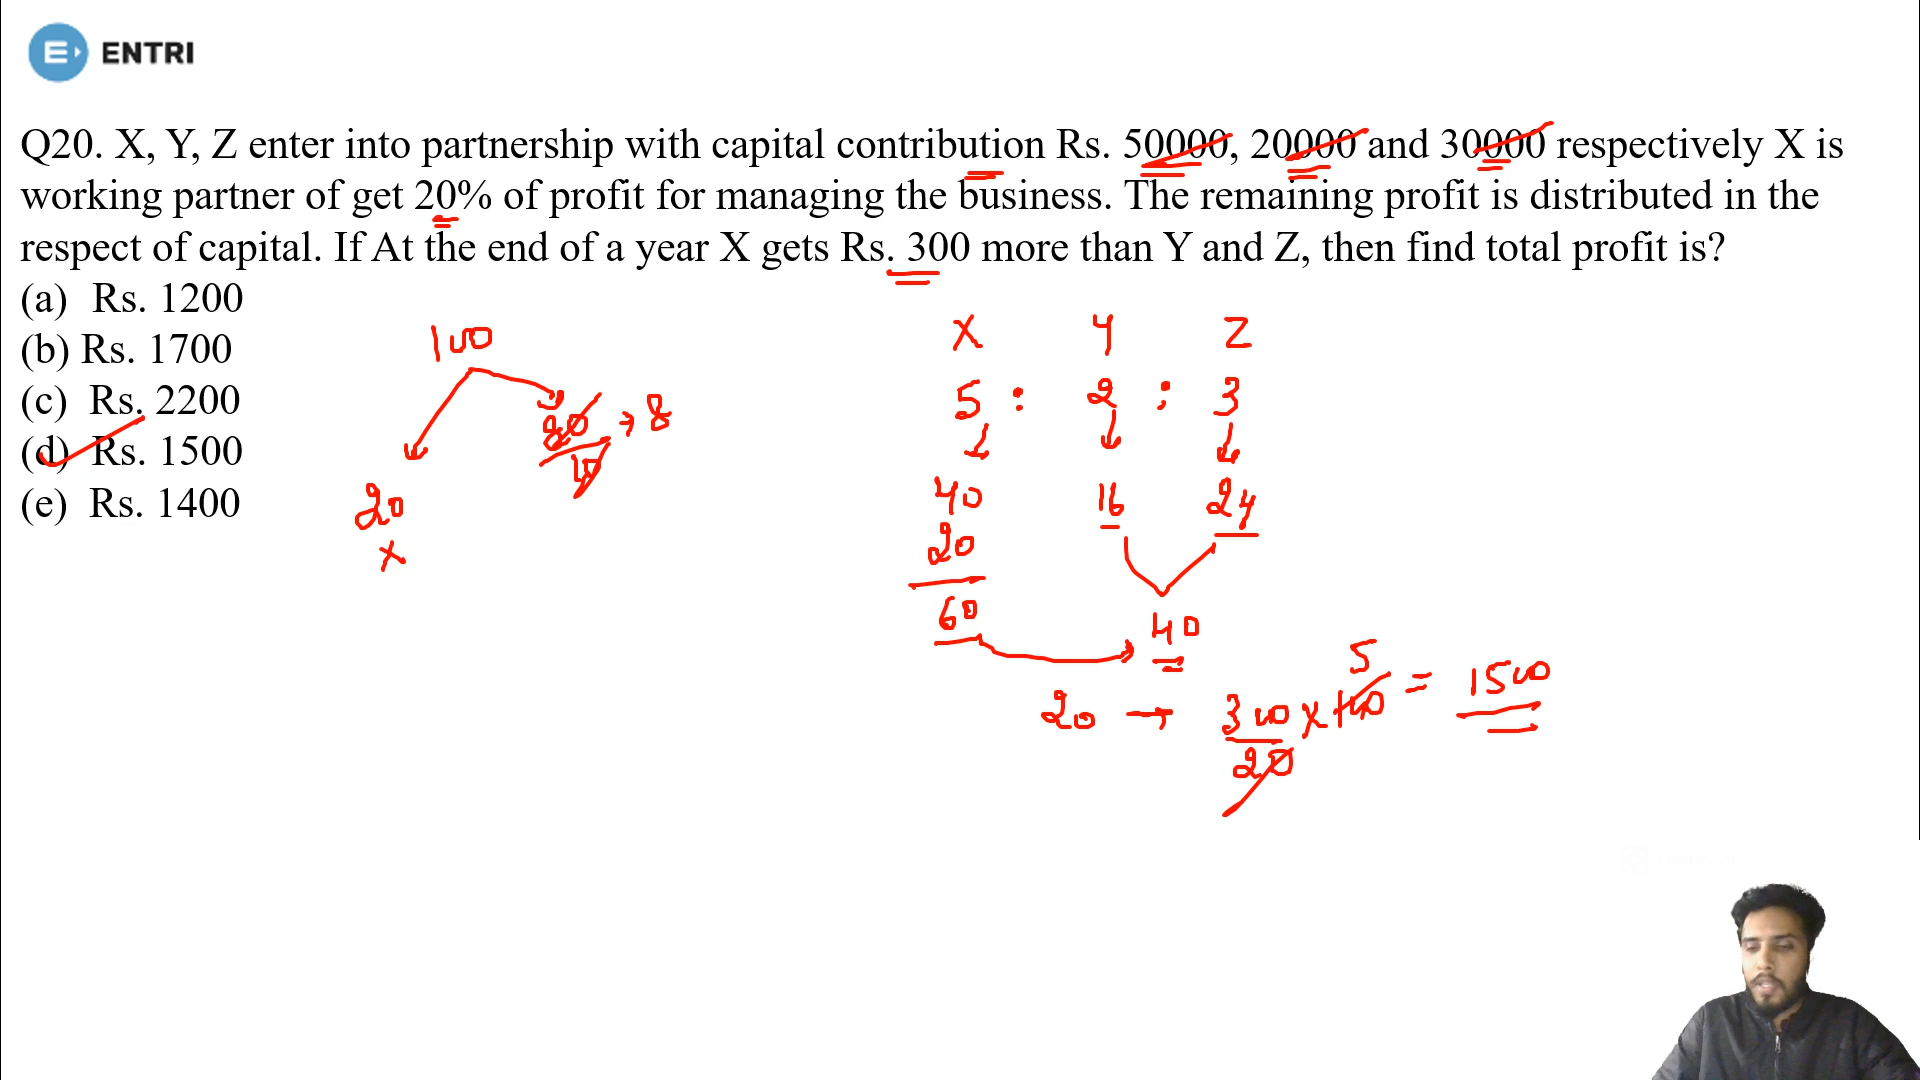 ENTRI
Q20. X, Y, Z enter into partnership with capital contribution Rs. 50000, 20000 and 30000 respectively X is
working partner of get 20% of profit for managing the business. The remaining profit is distributed in the
respect of capital. If At the end of a year X gets Rs. 300 more than Y and Z, then find total profit is?
(a) Rs. 1200
(b) Rs. 1700
(c) Rs. 2200
(d) Rs. 1500
(e) Rs. 1400
100
20
X
80/10 → 8
X Y Z
5 : 2 : 3
40 16 24
20
60 40
20 → 300/20 x 100 5 = 1500